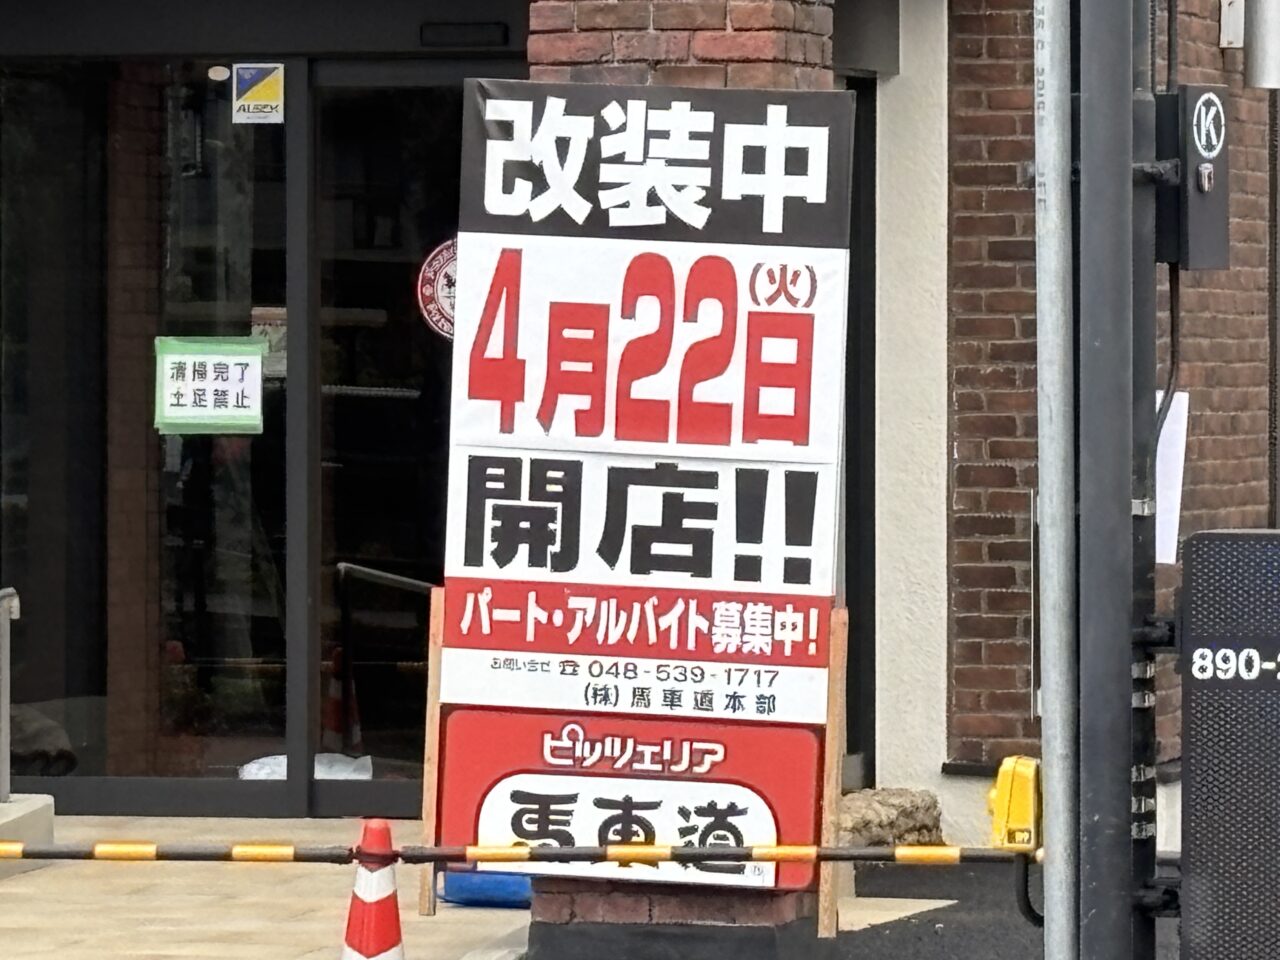 改装中
4月22日(火)
開店!!
パート・アルバイト募集中!
お問い合せ ☎ 048-539-1717
(株)馬車道本部
ピッツェリア
馬車道
清掃完了
土足禁止
ALSOK
K
890-